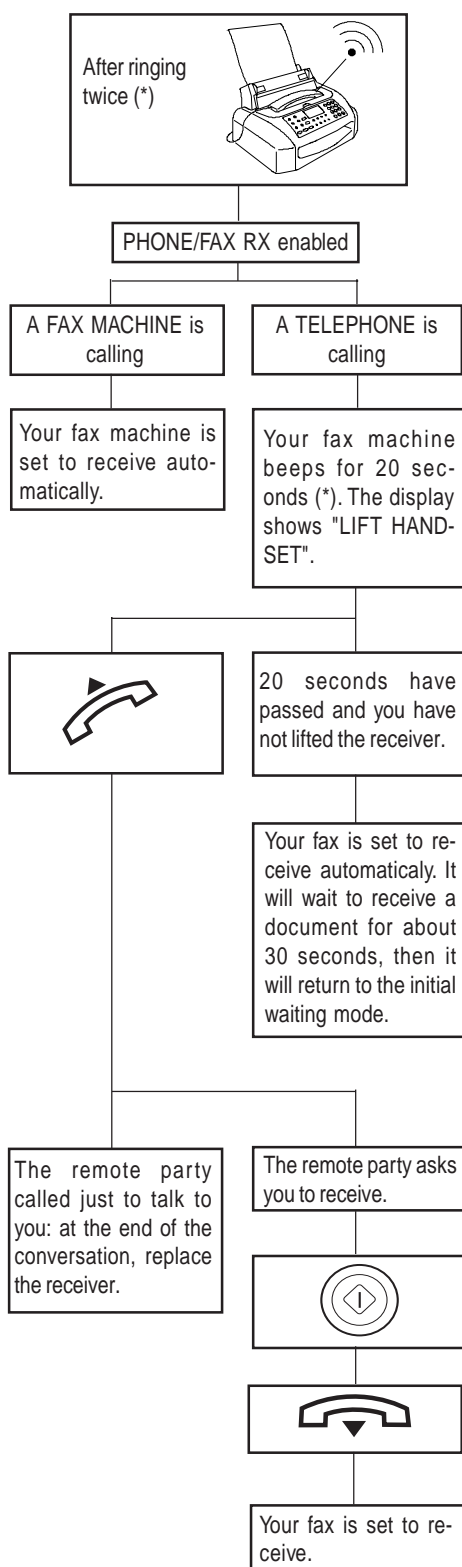 After ringing
twice (*)
PHONE/FAX RX enabled
A FAX MACHINE is
calling
A TELEPHONE is
calling
Your fax machine is
set to receive auto-
matically.
Your fax machine
beeps for 20 sec-
onds (*). The display
shows "LIFT HAND-
SET".
20 seconds have
passed and you have
not lifted the receiver.
Your fax is set to re-
ceive automaticaly. It
will wait to receive a
document for about
30 seconds, then it
will return to the initial
waiting mode.
The remote party
called just to talk to
you: at the end of the
conversation, replace
the receiver.
The remote party asks
you to receive.
Your fax is set to re-
ceive.